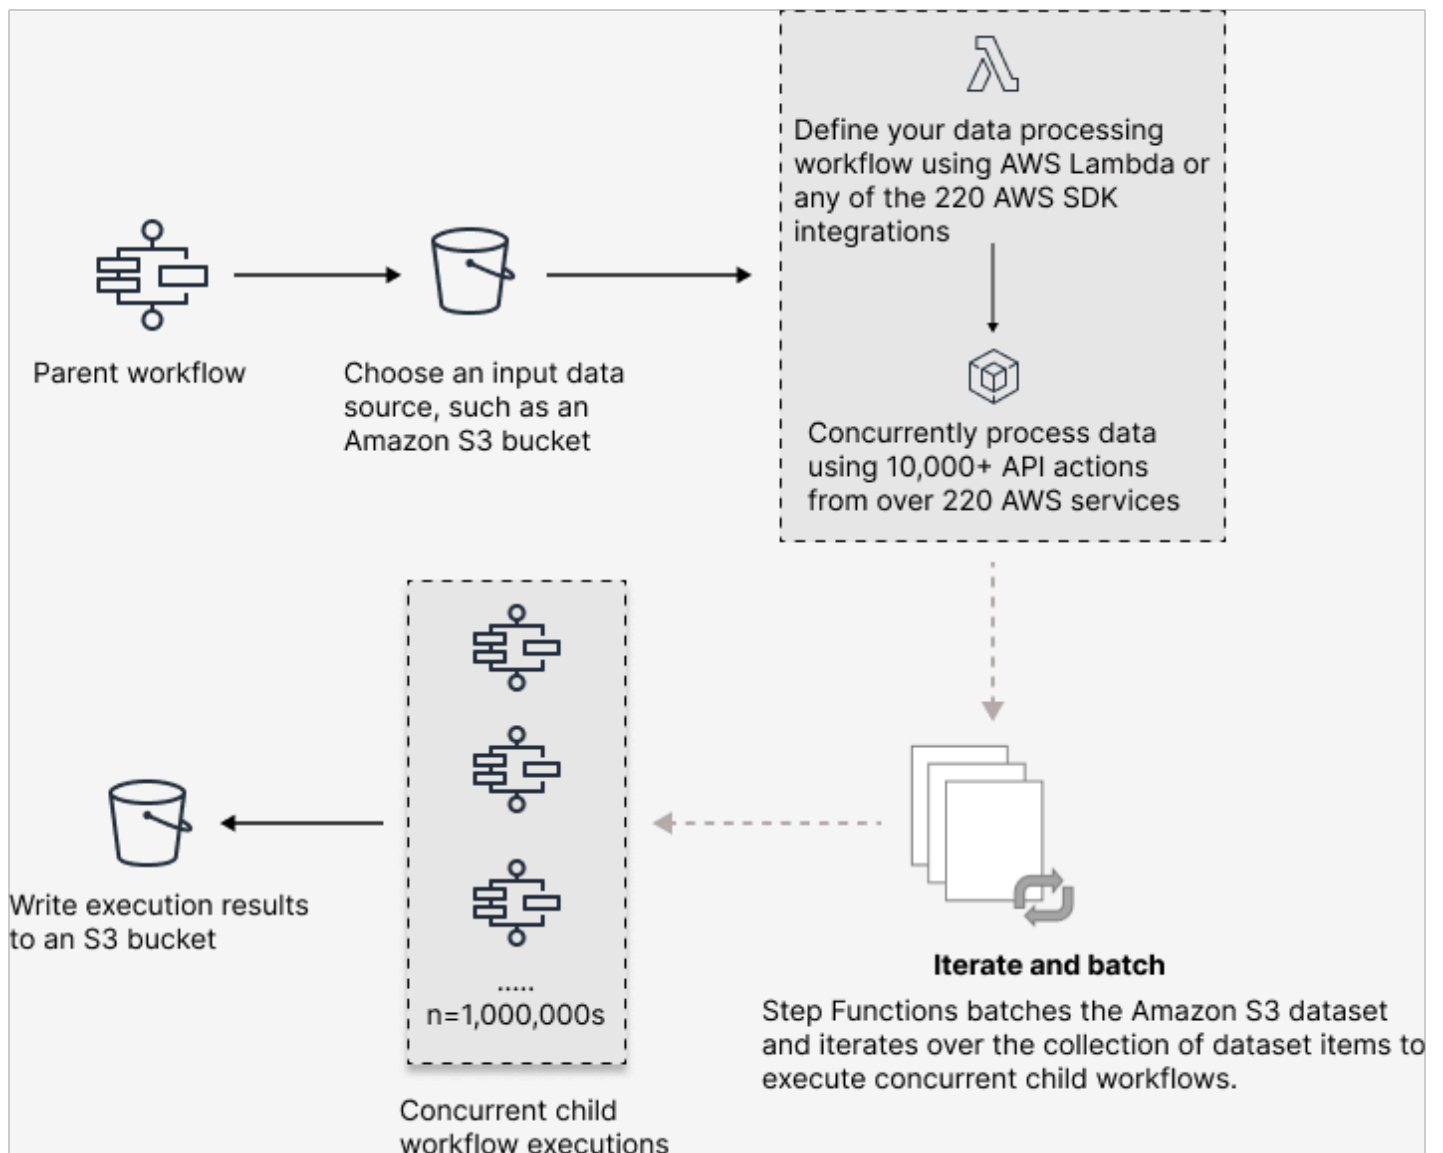 Define your data processing
workflow using AWS Lambda or
any of the 220 AWS SDK
integrations
Parent workflow
Choose an input data
source, such as an
Amazon S3 bucket
Concurrently process data
using 10,000+ API actions
from over 220 AWS services
Iterate and batch
Step Functions batches the Amazon S3 dataset
and iterates over the collection of dataset items to
execute concurrent child workflows.
.....
n=1,000,000s
Concurrent child
workflow executions
Write execution results
to an S3 bucket